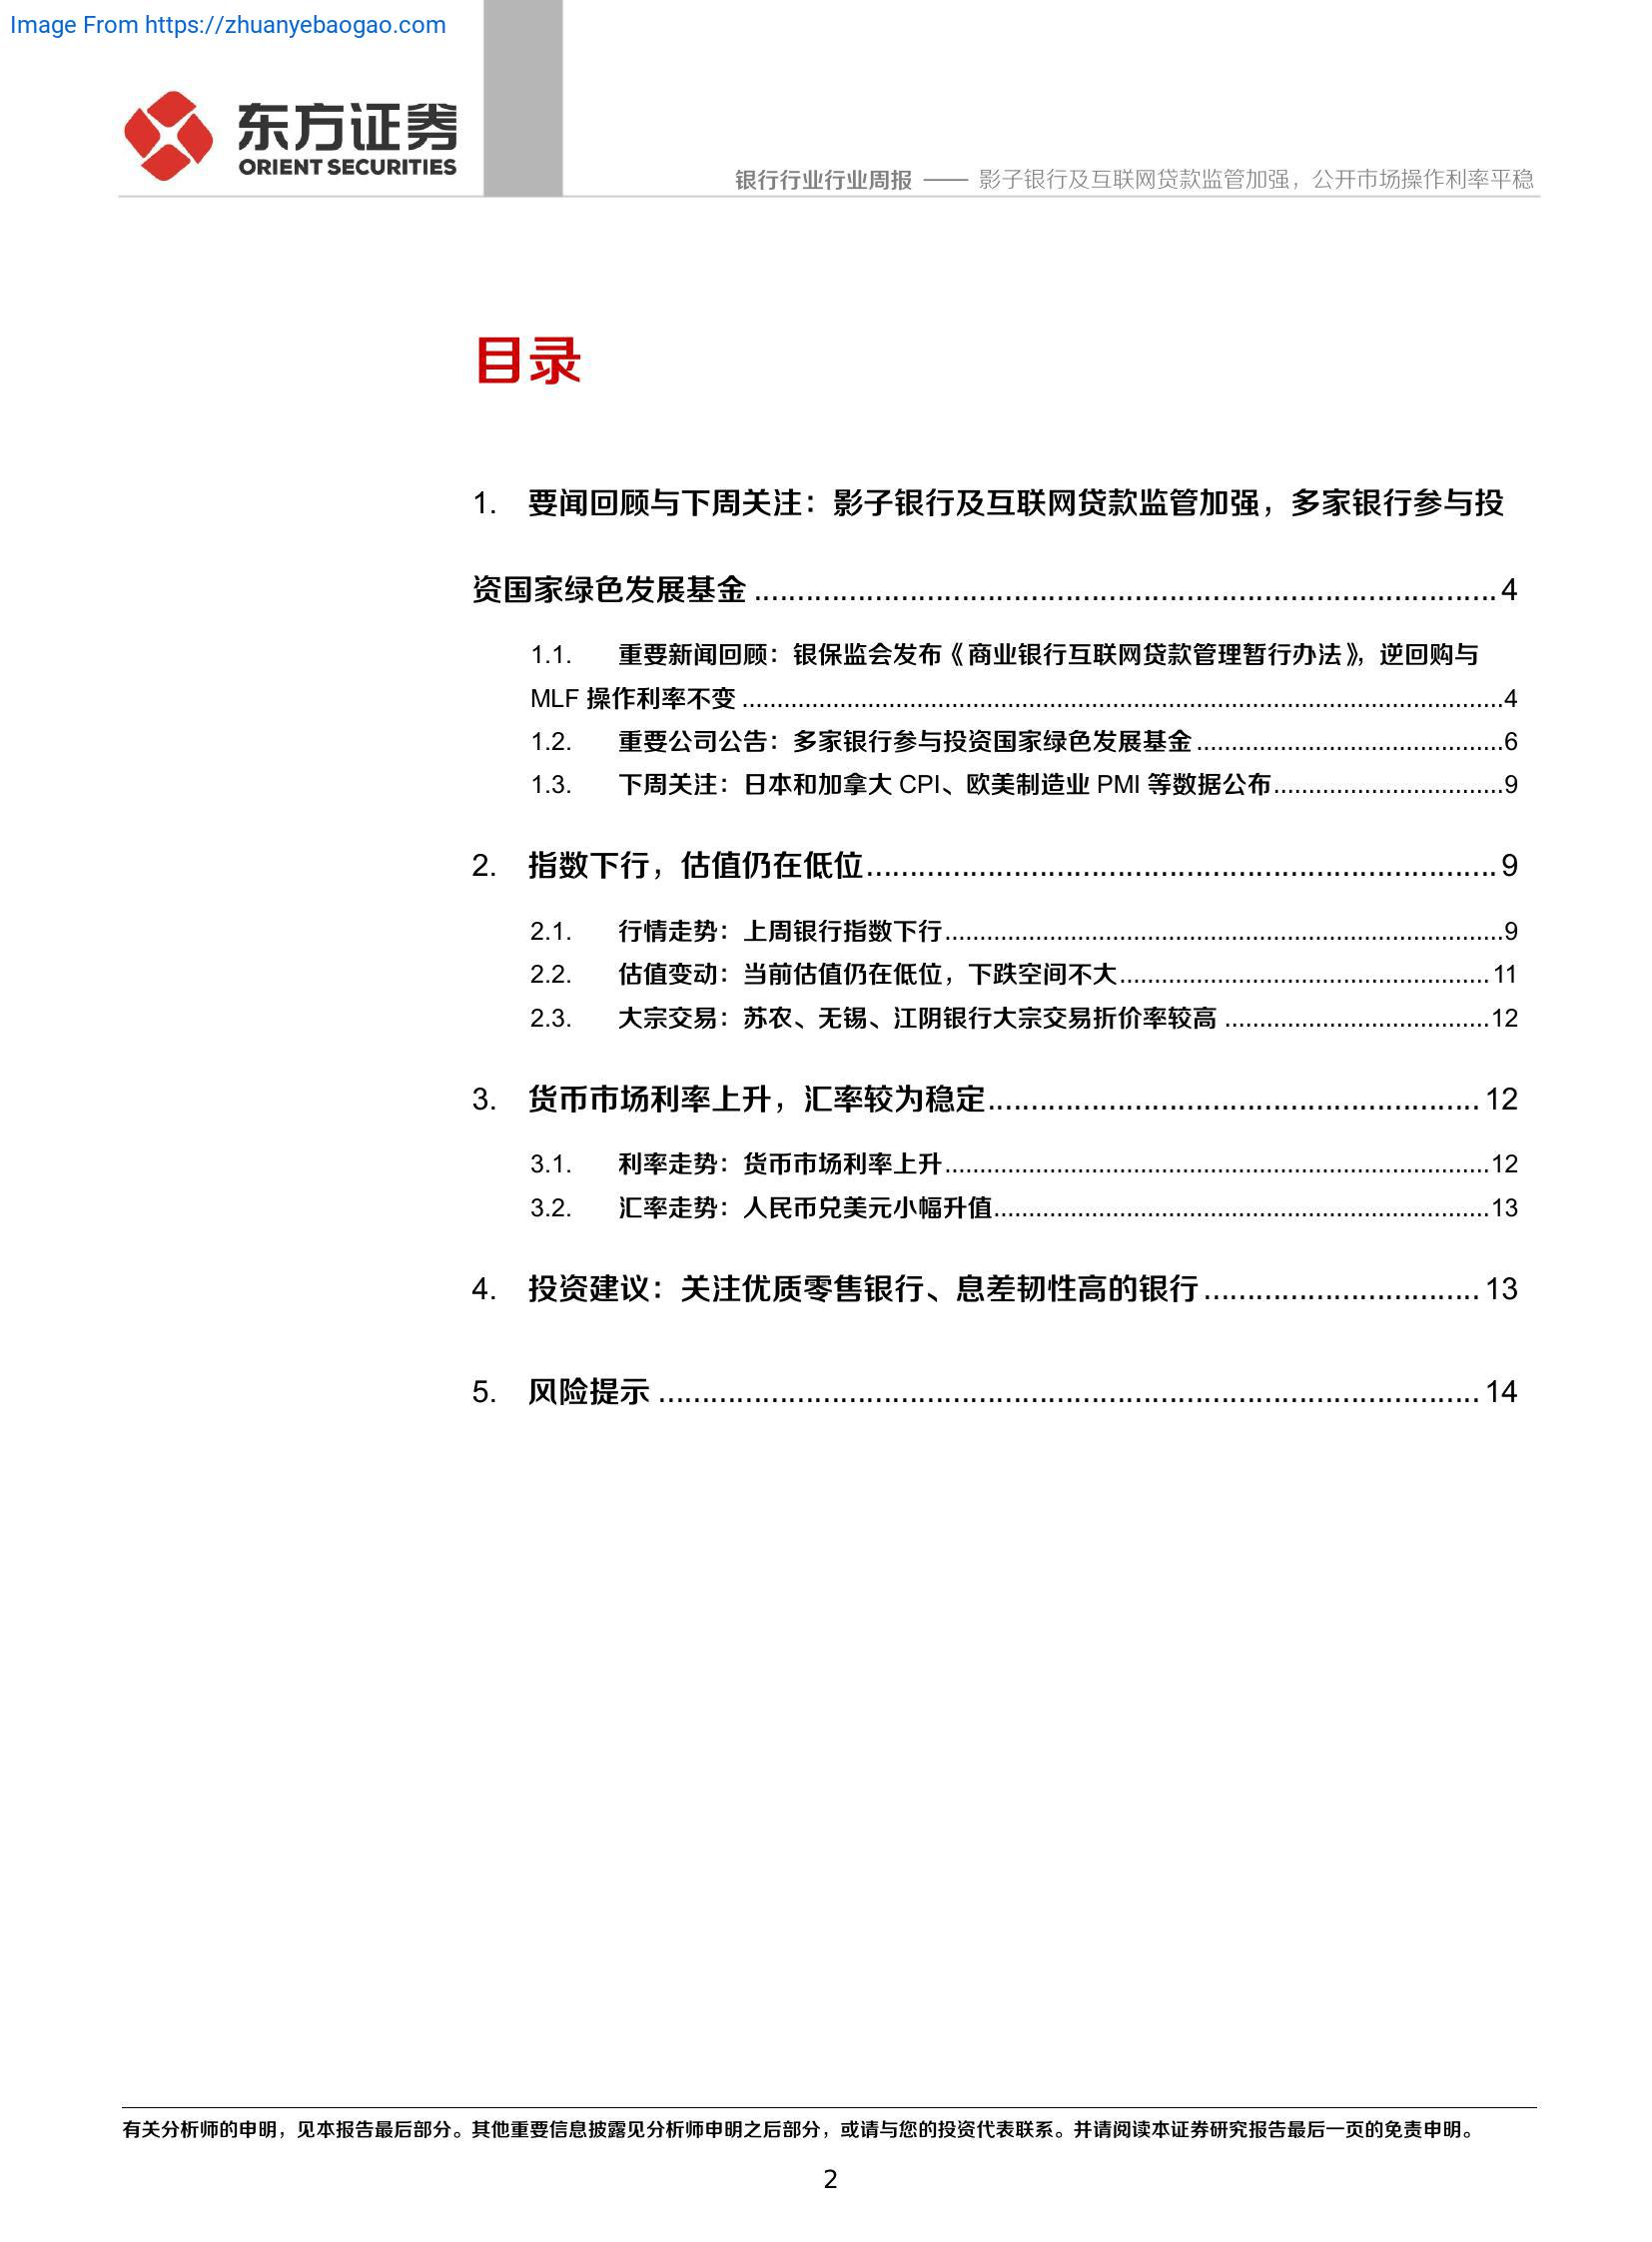 Image From https://zhuanyebaogao.com
东方证券
ORIENT SECURITIES
银行行业行业周报 —— 影子银行及互联网贷款监管加强，公开市场操作利率平稳
目录
1. 要闻回顾与下周关注：影子银行及互联网贷款监管加强，多家银行参与投
资国家绿色发展基金 ........................................ 4
1.1. 重要新闻回顾：银保监会发布《商业银行互联网贷款管理暂行办法》，逆回购与
MLF 操作利率不变 ........................................4
1.2. 重要公司公告：多家银行参与投资国家绿色发展基金........................................6
1.3. 下周关注：日本和加拿大 CPI、欧美制造业 PMI 等数据公布........................................9
2. 指数下行，估值仍在低位........................................ 9
2.1. 行情走势：上周银行指数下行........................................9
2.2. 估值变动：当前估值仍在低位，下跌空间不大........................................11
2.3. 大宗交易：苏农、无锡、江阴银行大宗交易折价率较高 ........................................12
3. 货币市场利率上升，汇率较为稳定........................................ 12
3.1. 利率走势：货币市场利率上升........................................12
3.2. 汇率走势：人民币兑美元小幅升值........................................13
4. 投资建议：关注优质零售银行、息差韧性高的银行 ........................................ 13
5. 风险提示 ........................................ 14
有关分析师的申明，见本报告最后部分。其他重要信息披露见分析师申明之后部分，或请与您的投资代表联系。并请阅读本证券研究报告最后一页的免责申明。
2